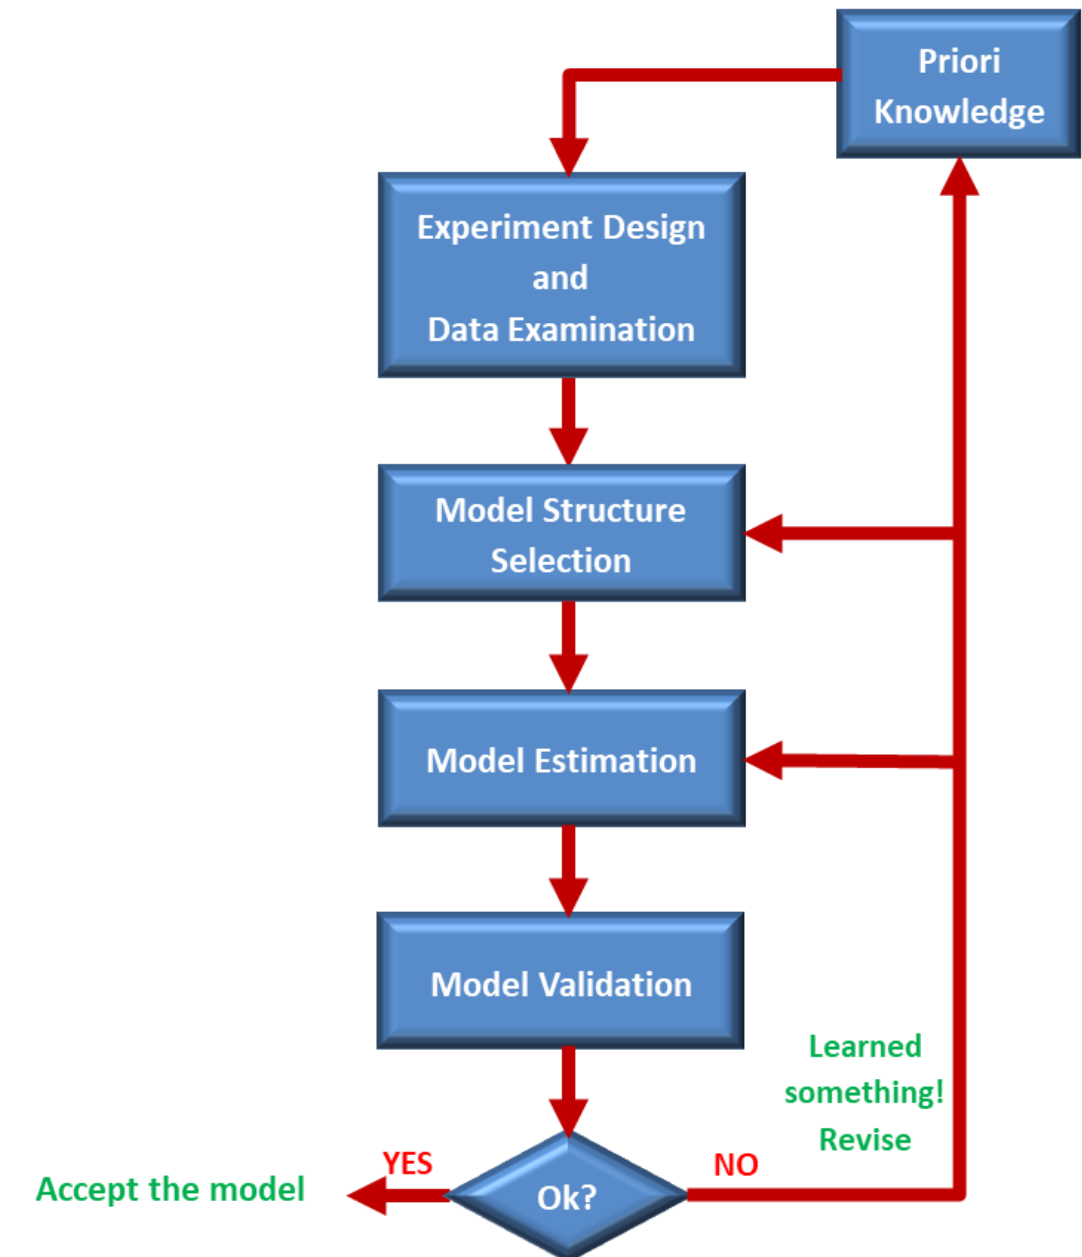 Priori
Knowledge
Experiment Design
and
Data Examination
Model Structure
Selection
Model Estimation
Model Validation
Learned
something!
Revise
YES
NO
Accept the model
Ok?